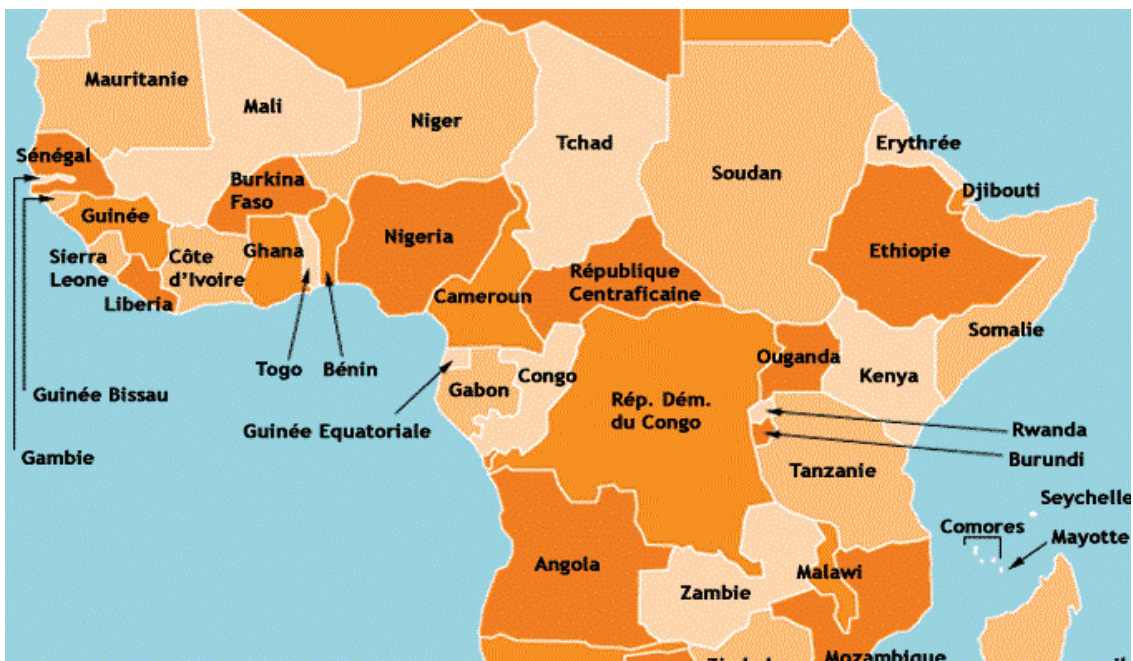 Mauritanie
Mali
Niger
Tchad
Soudan
Erythrée
Sénégal
Burkina
Faso
Djibouti
Guinée
Nigeria
Ethiopie
Sierra
Leone
Côte
d'Ivoire
Ghana
République
Centraficaine
Liberia
Cameroun
Somalie
Togo
Bénin
Ouganda
Kenya
Congo
Gabon
Guinée Bissau
Rép. Dém.
du Congo
Guinée Equatoriale
Rwanda
Gambie
Burundi
Tanzanie
Seychelle
Comores
Mayotte
Angola
Malawi
Zambie
Mozambique